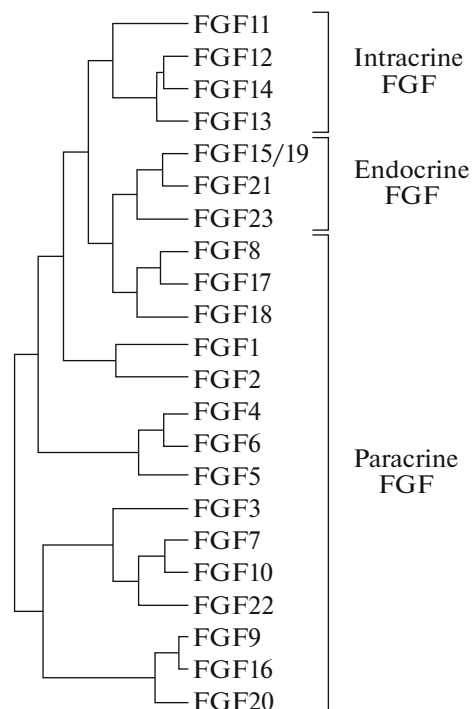 FGF11
FGF12
FGF14
FGF13
Intracrine
FGF
FGF15/19
FGF21
FGF23
Endocrine
FGF
FGF8
FGF17
FGF18
FGF1
FGF2
FGF4
FGF6
FGF5
FGF3
FGF7
FGF10
FGF22
FGF9
FGF16
FGF20
Paracrine
FGF